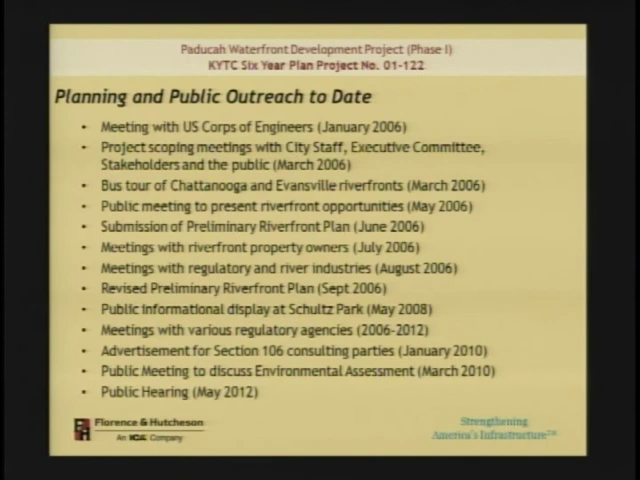 Paducah Waterfront Development Project (Phase I)
KYTC Six Year Plan Project No. 01-122
Planning and Public Outreach to Date
• Meeting with US Corps of Engineers (January 2006)
• Project scoping meetings with City Staff, Executive Committee,
Stakeholders and the public (March 2006)
• Bus tour of Chattanooga and Evansville riverfronts (March 2006)
• Public meeting to present riverfront opportunities (May 2006)
• Submission of Preliminary Riverfront Plan (June 2006)
• Meetings with riverfront property owners (July 2006)
• Meetings with regulatory and river industries (August 2006)
• Revised Preliminary Riverfront Plan (Sept 2006)
• Public informational display at Schultz Park (May 2008)
• Meetings with various regulatory agencies (2006-2012)
• Advertisement for Section 106 consulting parties (January 2010)
• Public Meeting to discuss Environmental Assessment (March 2010)
• Public Hearing (May 2012)
Florence & Hutcheson
An ICA Company
Strengthening
America's Infrastructure™